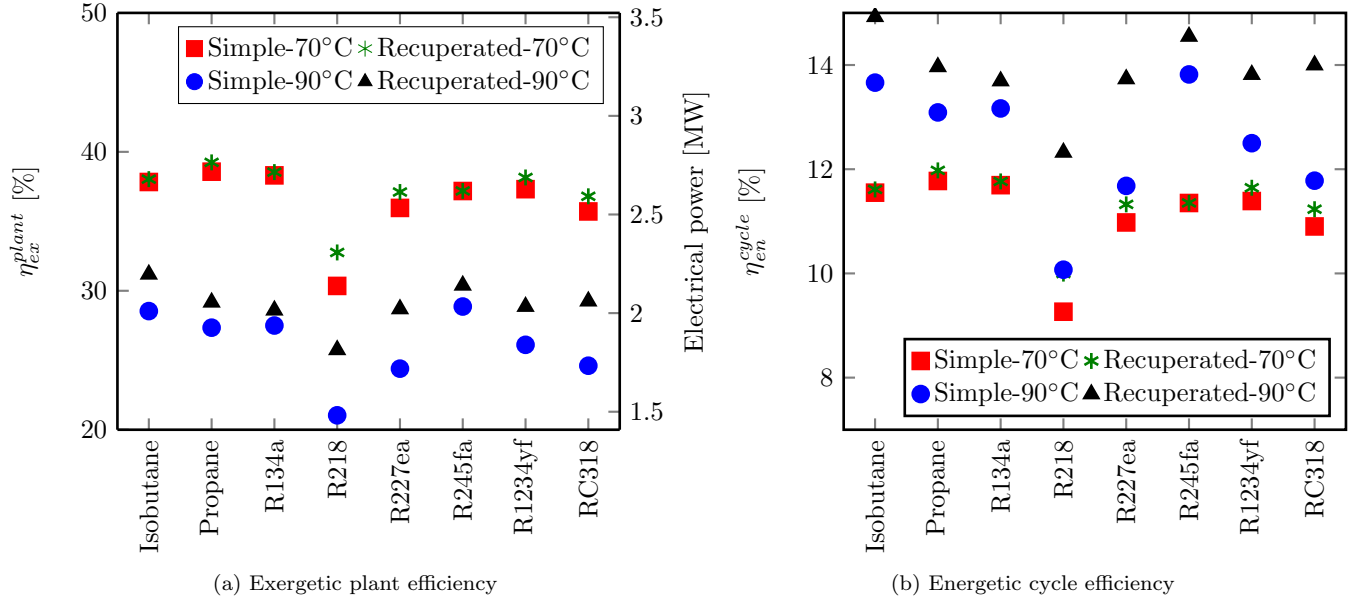 50
40
30
20
η_ex^plant [%]
Simple-70°C
Recuperated-70°C
Simple-90°C
Recuperated-90°C
3.5
3
2.5
2
1.5
Electrical power [MW]
Isobutane
Propane
R134a
R218
R227ea
R245fa
R1234yf
RC318
(a) Exergetic plant efficiency
14
12
10
8
η_en^cycle [%]
Simple-70°C
Recuperated-70°C
Simple-90°C
Recuperated-90°C
Isobutane
Propane
R134a
R218
R227ea
R245fa
R1234yf
RC318
(b) Energetic cycle efficiency